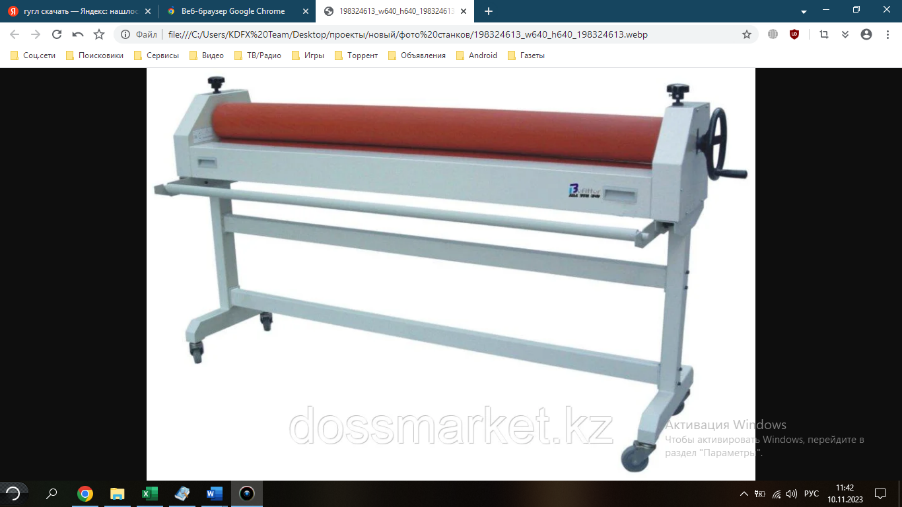 гугл скачать — Яндекс: нашлос
Веб-браузер Google Chrome
198324613_w640_h640_198324613.
Файл
file:///C:/Users/KDFX%20Team/Desktop/проекты/новый/фото%20станков/198324613_w640_h640_198324613.webp
Соц.сети
Поисковики
Сервисы
Видео
ТВ/Радио
Игры
Торрент
Объявления
Android
Газеты
dossmarket.kz
Активация Windows
Чтобы активировать Windows, перейдите в
раздел "Параметры".
РУС
11:42
10.11.2023